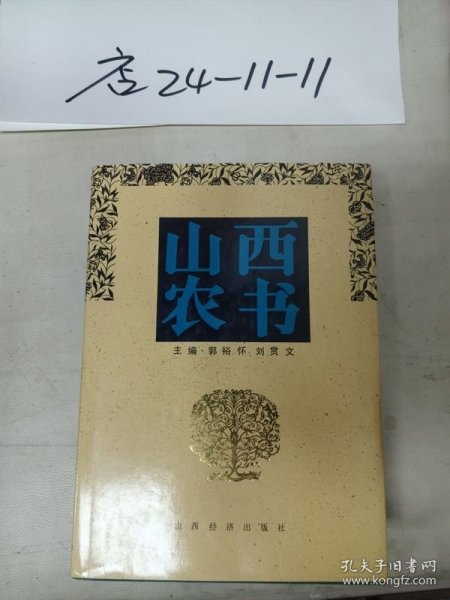 店24-11-11
山西
农书
主编·郭裕怀 刘贯文
山西经济出版社
孔夫子旧书网
www.kongfz.com